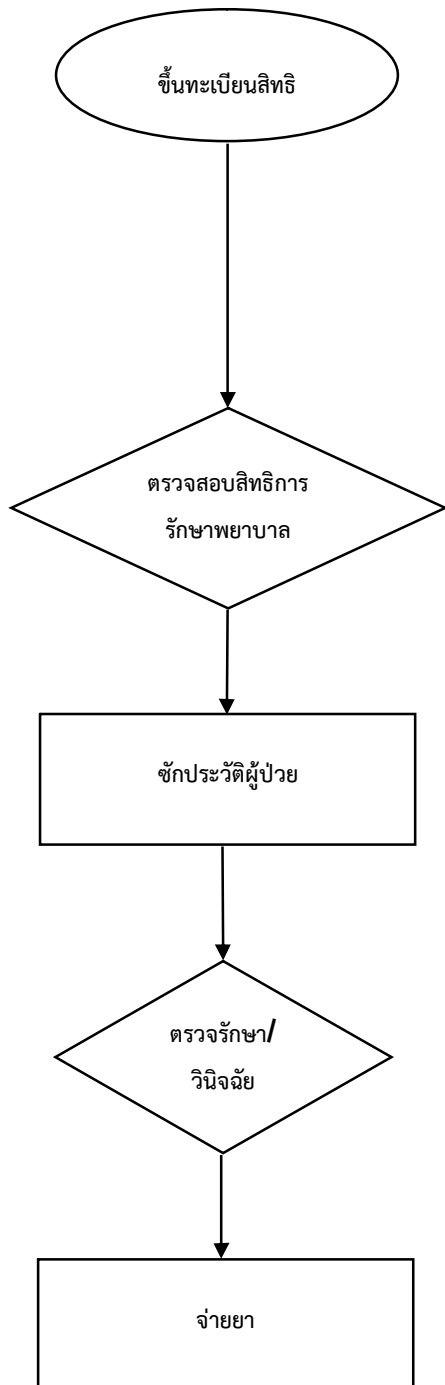 ขึ้นทะเบียนสิทธิ
ตรวจสอบสิทธิการ
รักษาพยาบาล
ซักประวัติผู้ป่วย
ตรวจรักษา/
วินิจฉัย
จ่ายยา